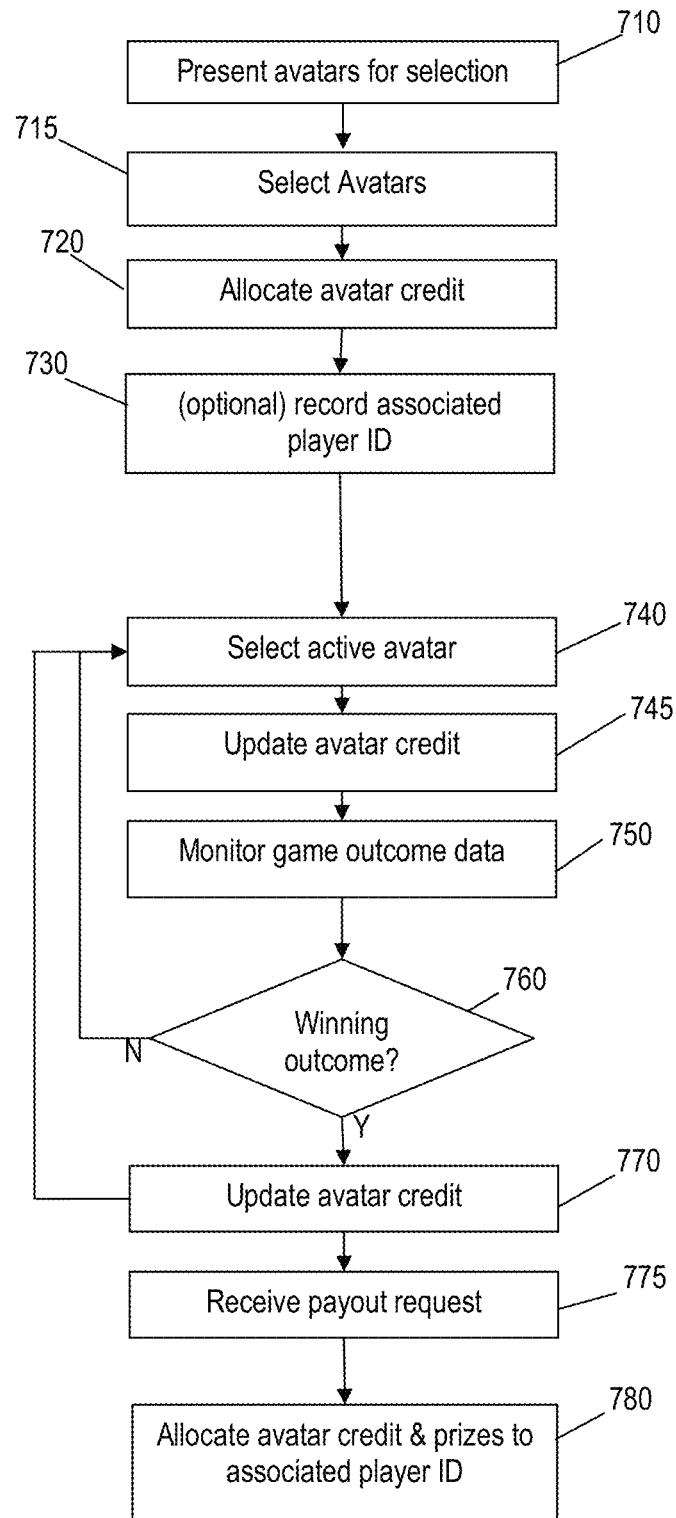 710
Present avatars for selection
715
Select Avatars
720
Allocate avatar credit
730
(optional) record associated
player ID
740
Select active avatar
745
Update avatar credit
750
Monitor game outcome data
760
Winning
outcome?
N
Y
770
Update avatar credit
775
Receive payout request
780
Allocate avatar credit & prizes to
associated player ID